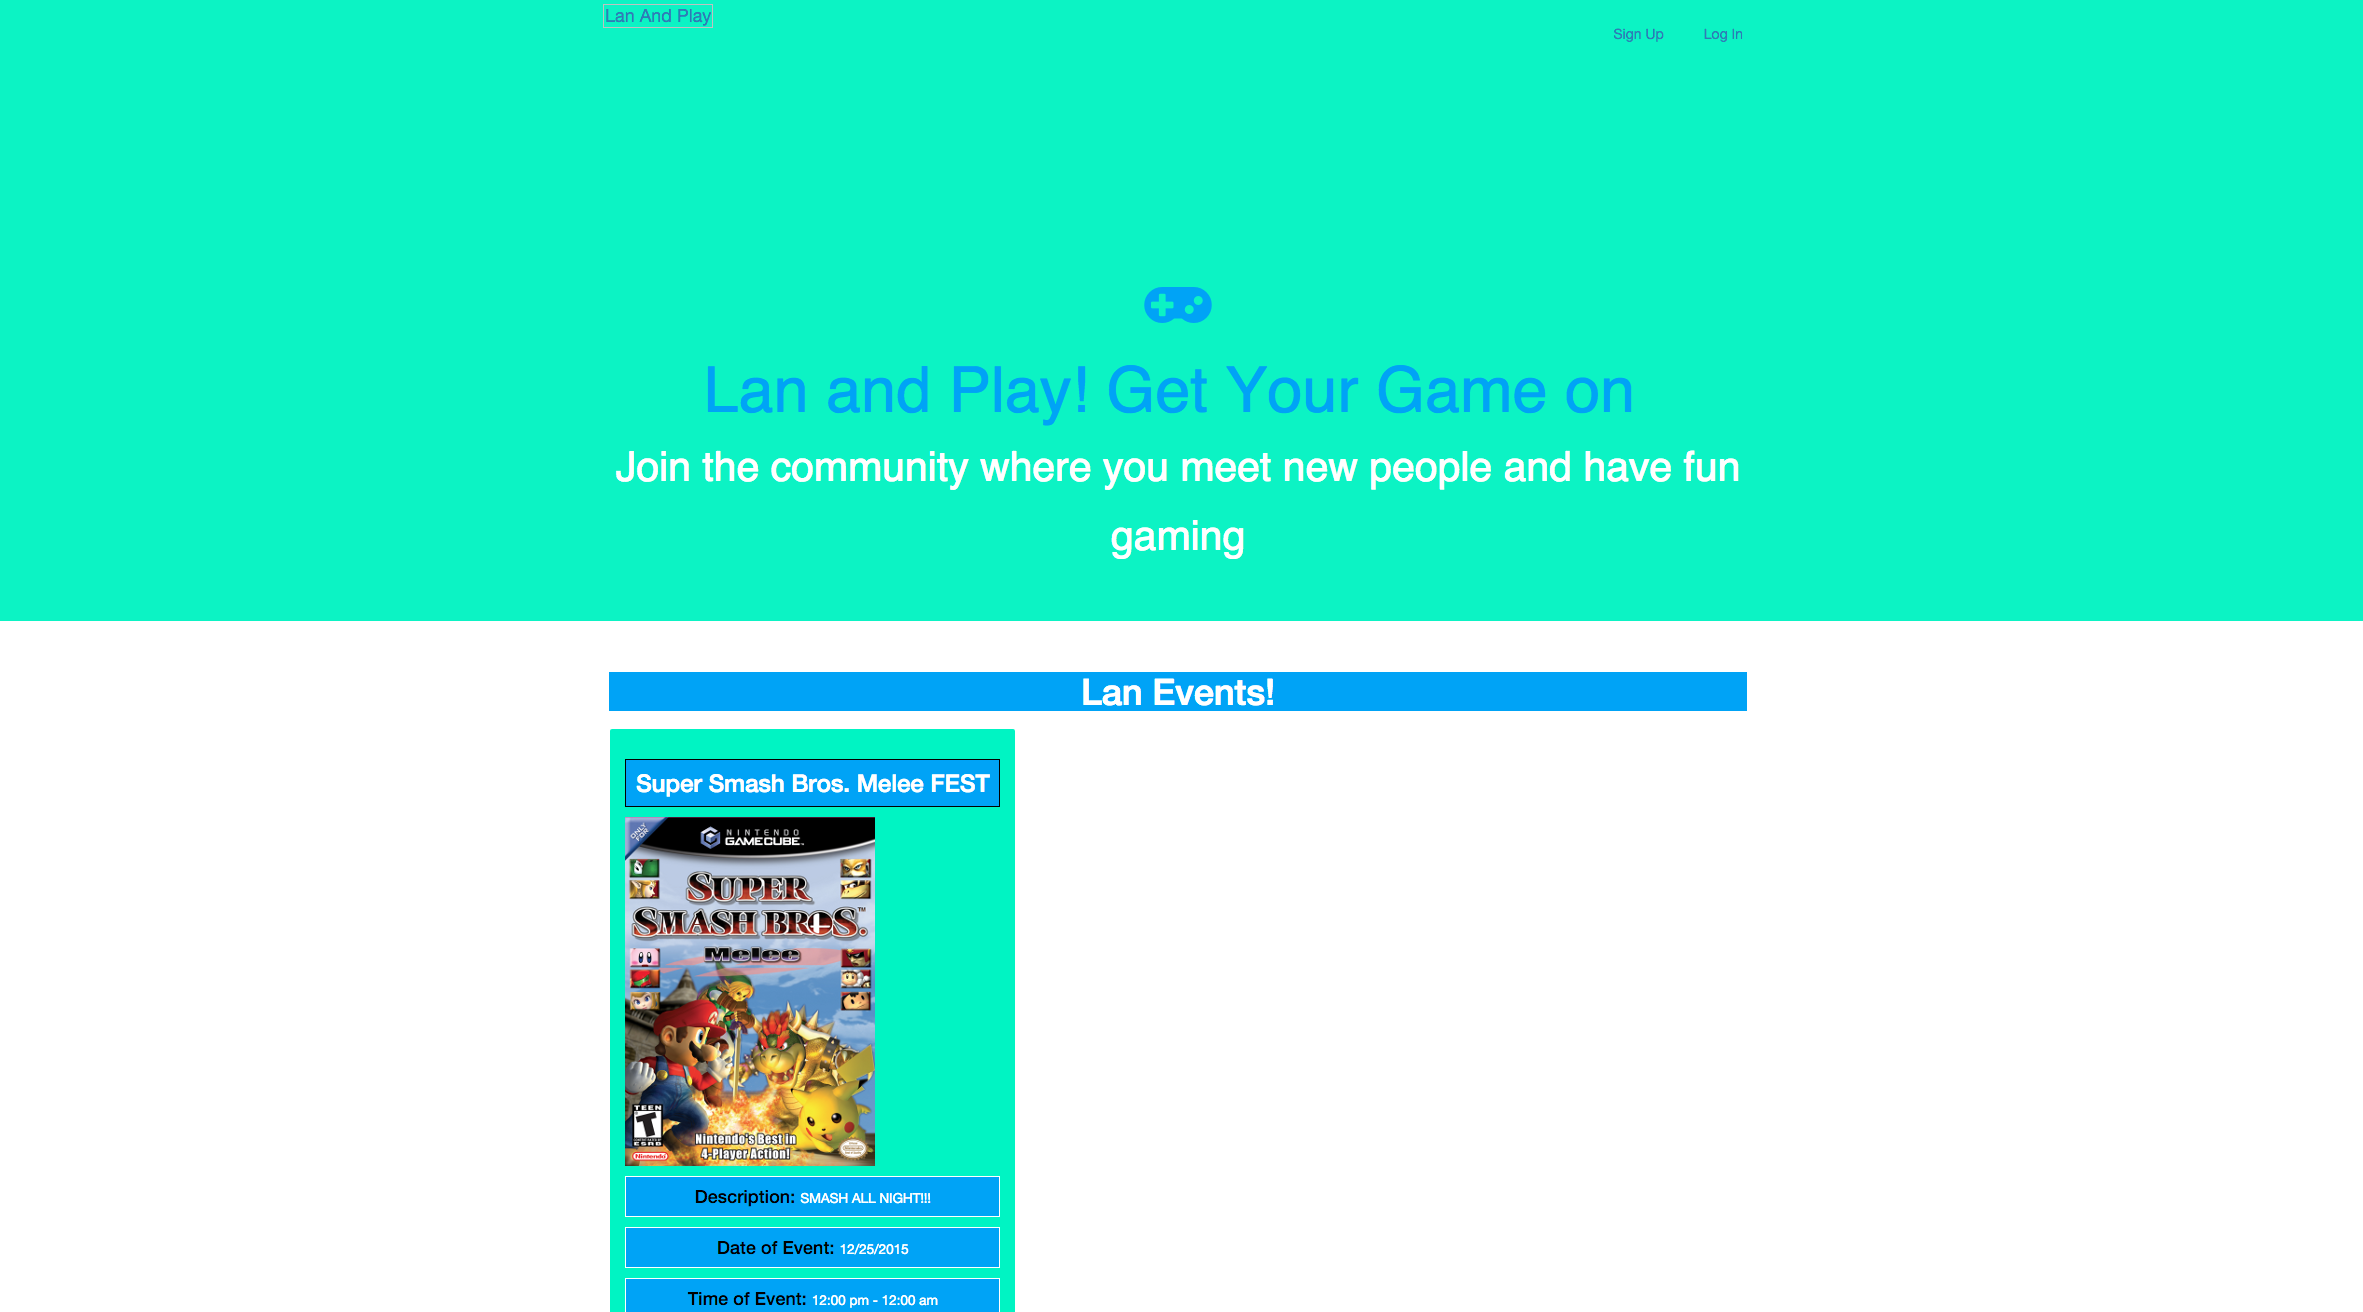 Lan And Play
Sign Up
Log In
Lan and Play! Get Your Game on
Join the community where you meet new people and have fun
gaming
Lan Events!
Super Smash Bros. Melee FEST
ONLY
FOR
NINTENDO
GAMECUBE™
SUPER
SMASH BROS.™
Melee
TEEN
T
ESRB
Nintendo
Nintendo's Best in
4-Player Action!
Description: SMASH ALL NIGHT!!!
Date of Event: 12/25/2015
Time of Event: 12:00 pm - 12:00 am